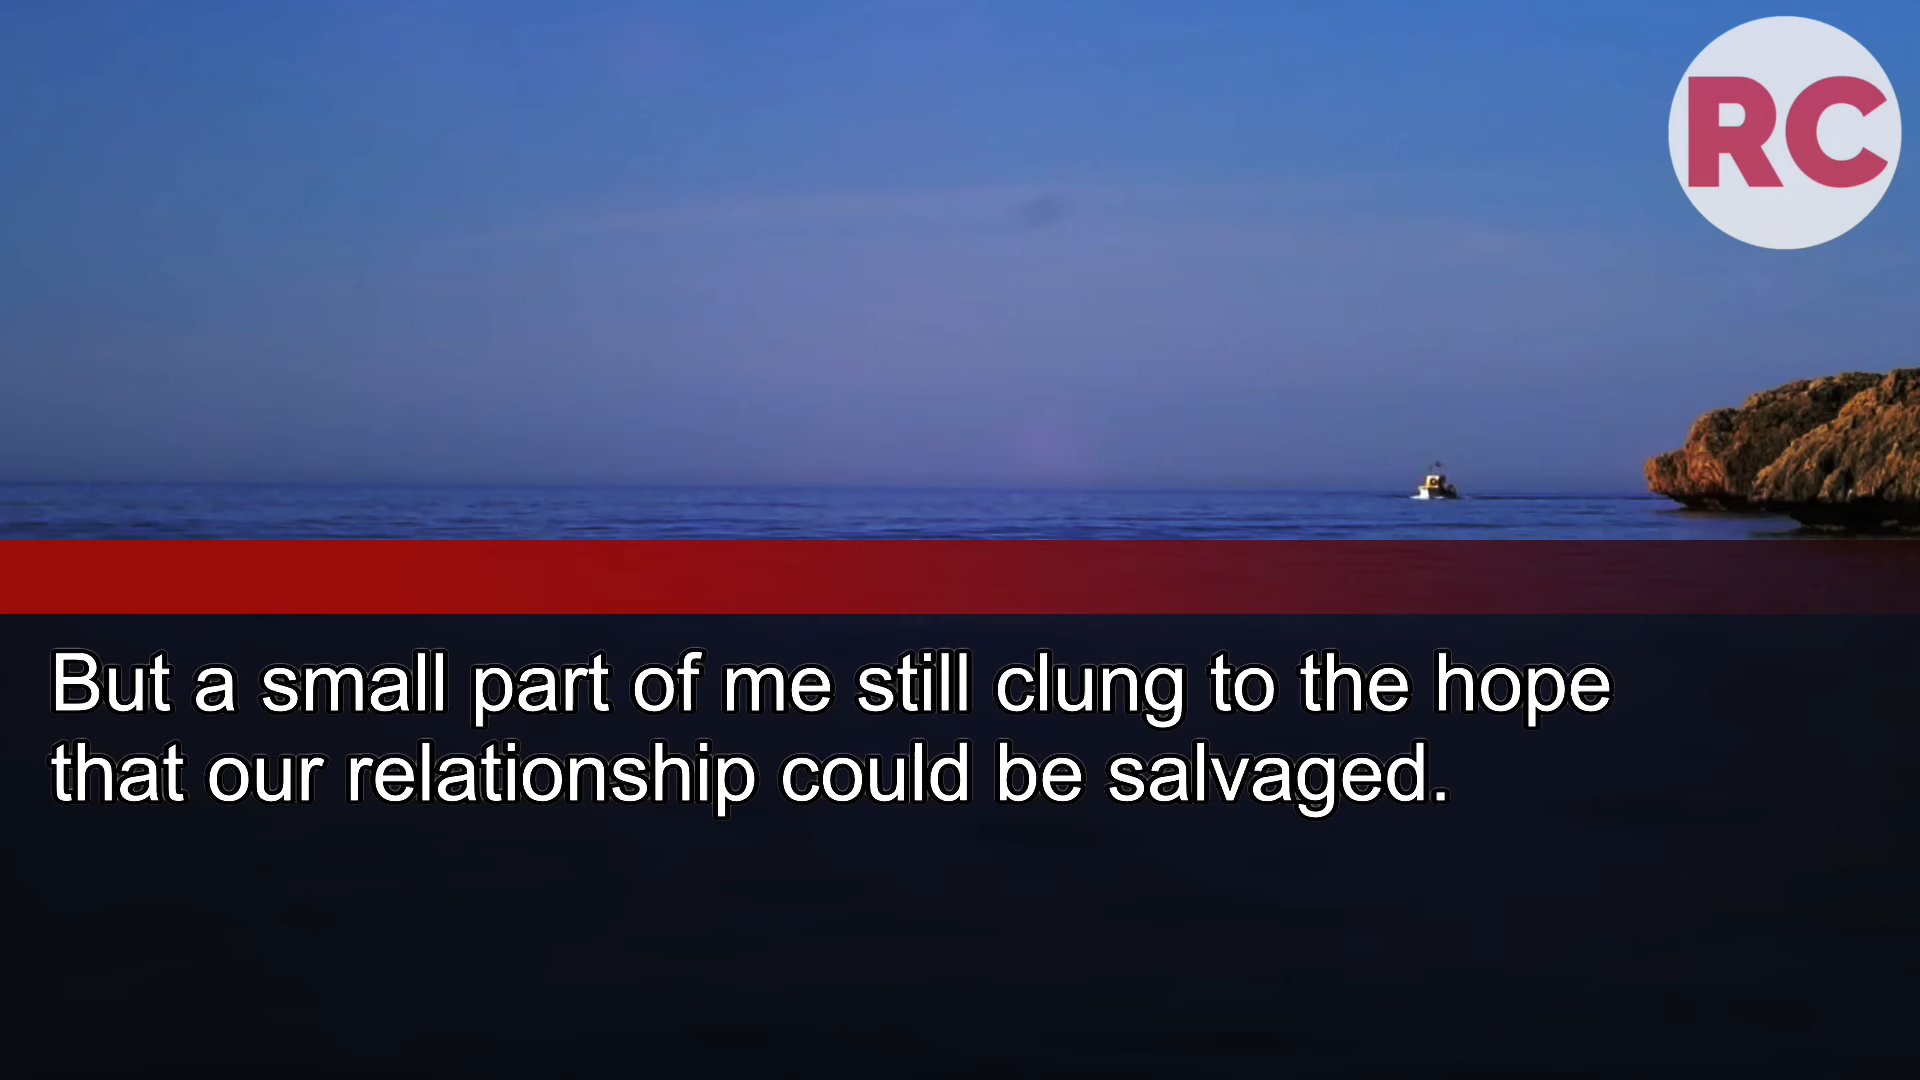 RC
But a small part of me still clung to the hope
that our relationship could be salvaged.